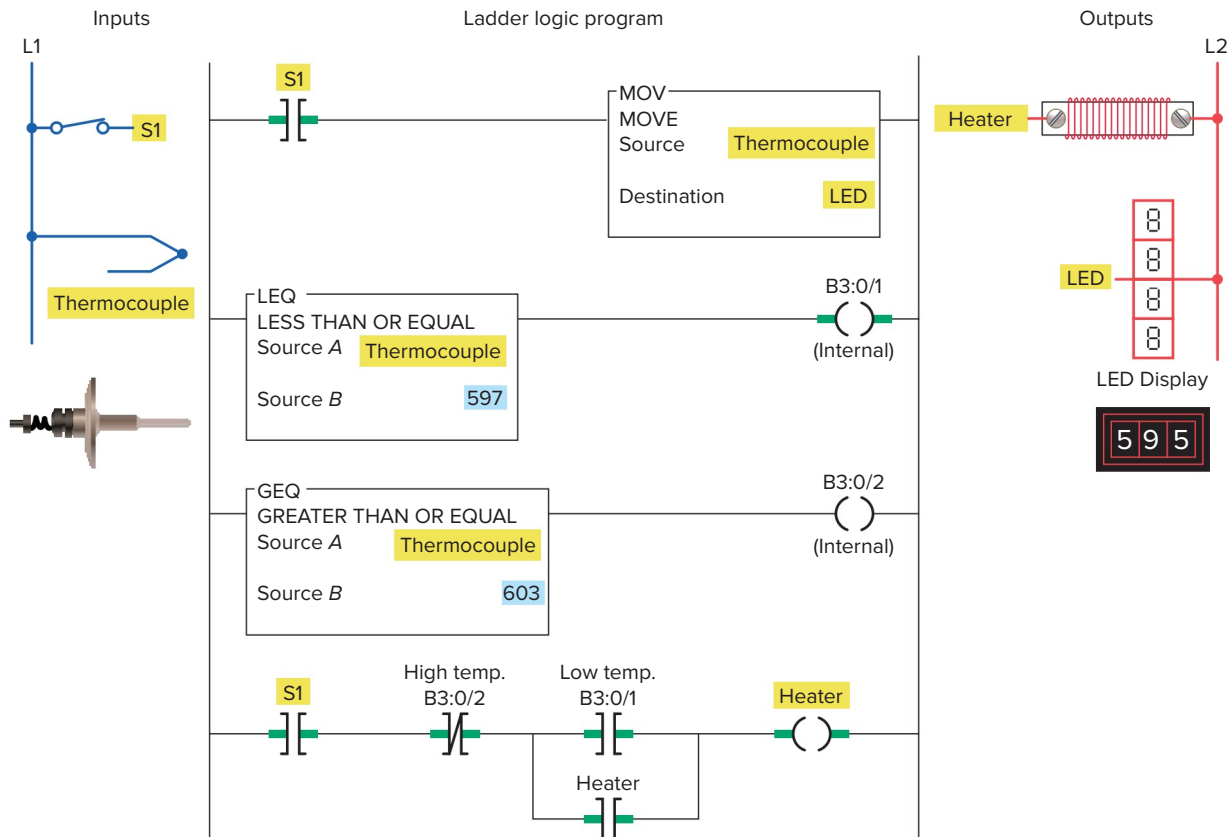 Inputs
Ladder logic program
Outputs
L1
L2
S1
S1
MOV
MOVE
Source Thermocouple
Destination LED
Heater
Thermocouple
LED
8
8
8
8
LED Display
595
LEQ
LESS THAN OR EQUAL
Source A Thermocouple
Source B 597
B3:0/1
(Internal)
GEQ
GREATER THAN OR EQUAL
Source A Thermocouple
Source B 603
B3:0/2
(Internal)
S1
High temp.
B3:0/2
Low temp.
B3:0/1
Heater
Heater